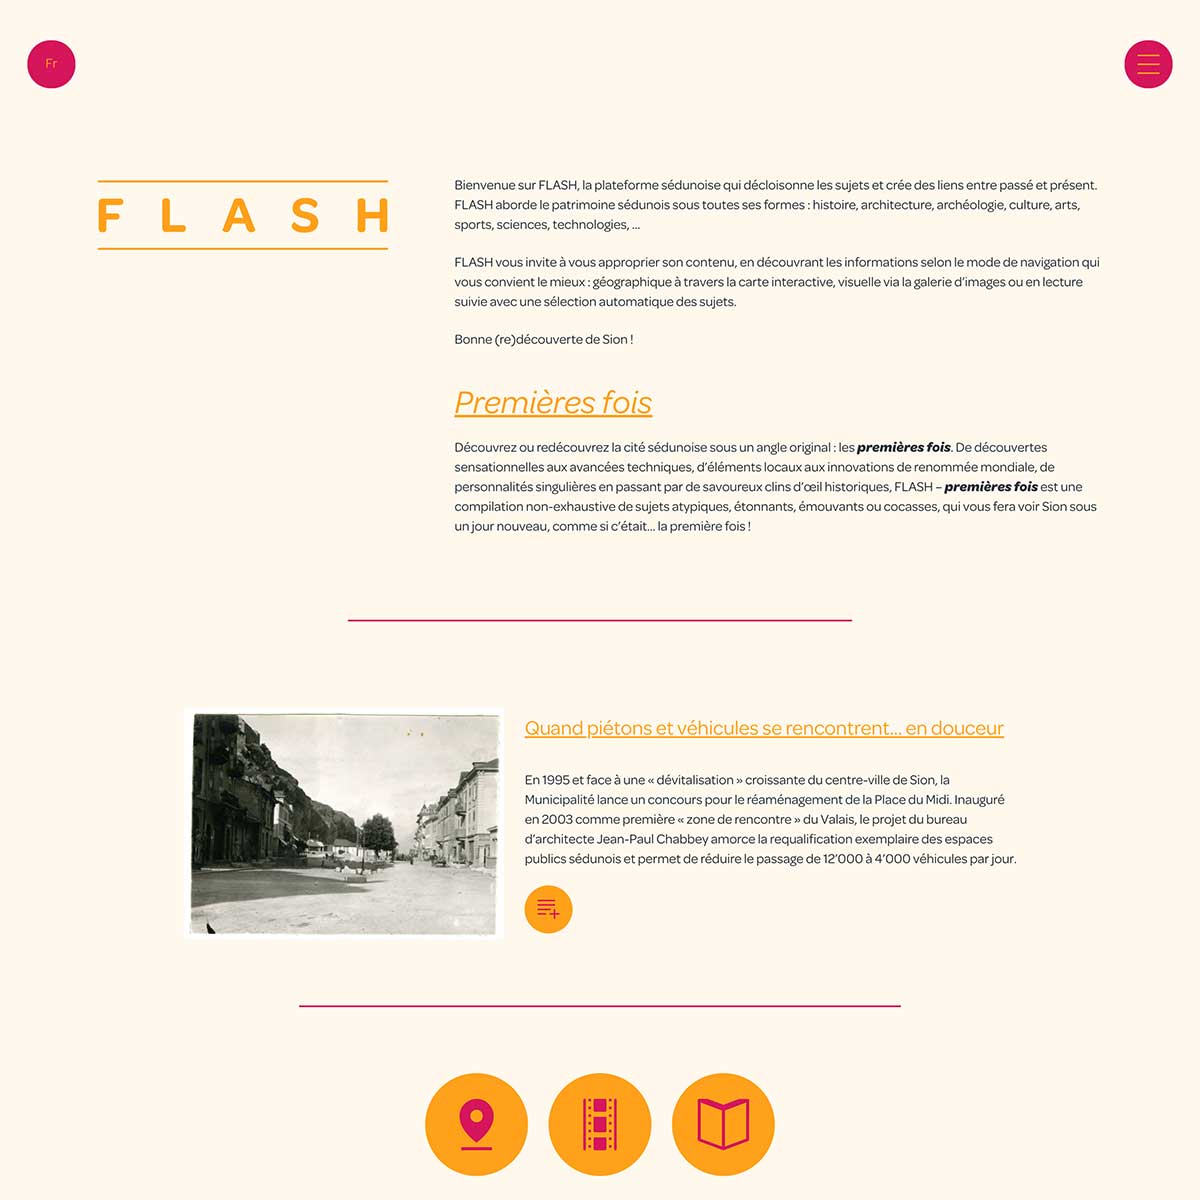 Fr
FLASH
Bienvenue sur FLASH, la plateforme sédunoise qui décloisonne les sujets et crée des liens entre passé et présent.
FLASH aborde le patrimoine sédunois sous toutes ses formes : histoire, architecture, archéologie, culture, arts,
sports, sciences, technologies, ...
FLASH vous invite à vous approprier son contenu, en découvrant les informations selon le mode de navigation qui
vous convient le mieux : géographique à travers la carte interactive, visuelle via la galerie d’images ou en lecture
suivie avec une sélection automatique des sujets.
Bonne (re)découverte de Sion !
Premières fois
Découvrez ou redécouvrez la cité sédunoise sous un angle original : les premières fois. De découvertes
sensationnelles aux avancées techniques, d’éléments locaux aux innovations de renommée mondiale, de
personnalités singulières en passant par de savoureux clins d’œil historiques, FLASH – premières fois est une
compilation non-exhaustive de sujets atypiques, étonnants, émouvants ou cocasses, qui vous fera voir Sion sous
un jour nouveau, comme si c’était... la première fois !
Quand piétons et véhicules se rencontrent... en douceur
En 1995 et face à une « dévitalisation » croissante du centre-ville de Sion, la
Municipalité lance un concours pour le réaménagement de la Place du Midi. Inauguré
en 2003 comme première « zone de rencontre » du Valais, le projet du bureau
d’architecte Jean-Paul Chabbey amorce la requalification exemplaire des espaces
publics sédunois et permet de réduire le passage de 12’000 à 4’000 véhicules par jour.